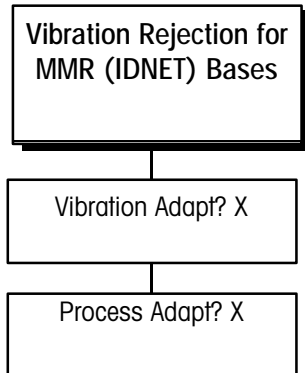 Vibration Rejection for
MMR (IDNET) Bases
Vibration Adapt? X
Process Adapt? X